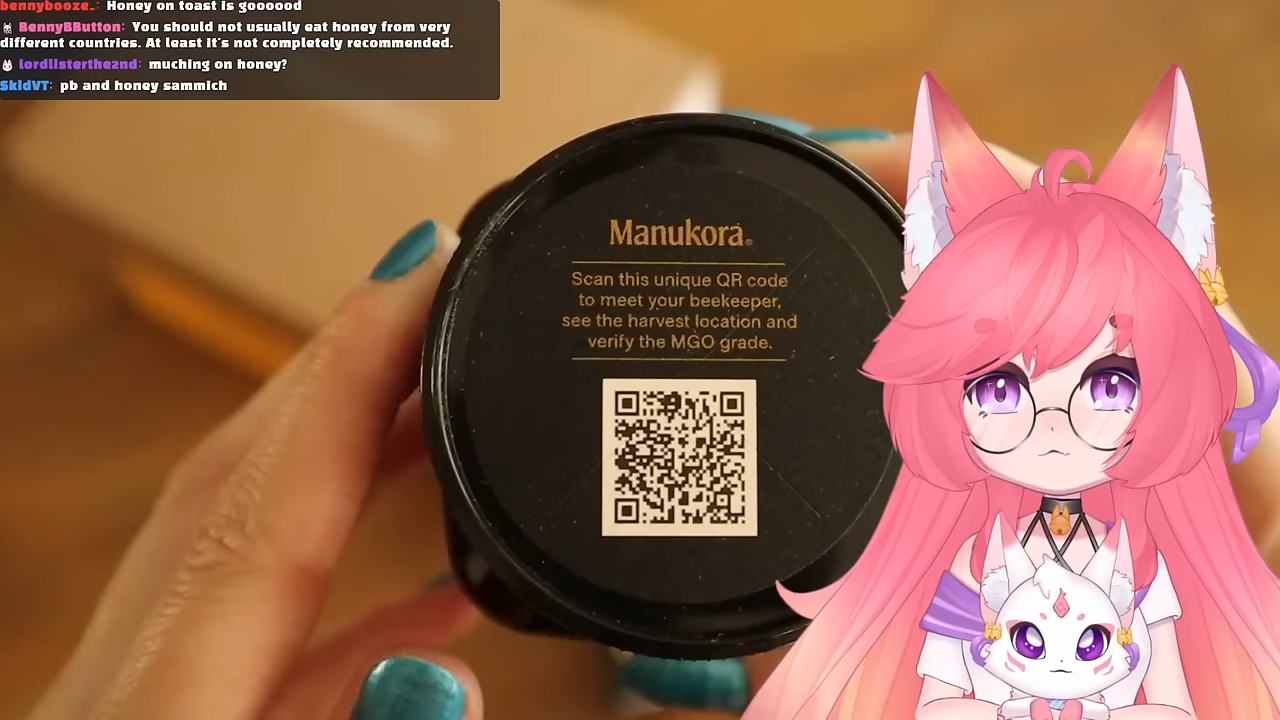 bennybooze_: Honey on toast is goooood
BennyBButton: You should not usually eat honey from very
different countries. At least it's not completely recommended.
lordlisterthe2nd: muching on honey?
SkidVT: pb and honey sammich
Manukora®
Scan this unique QR code
to meet your beekeeper,
see the harvest location and
verify the MGO grade.